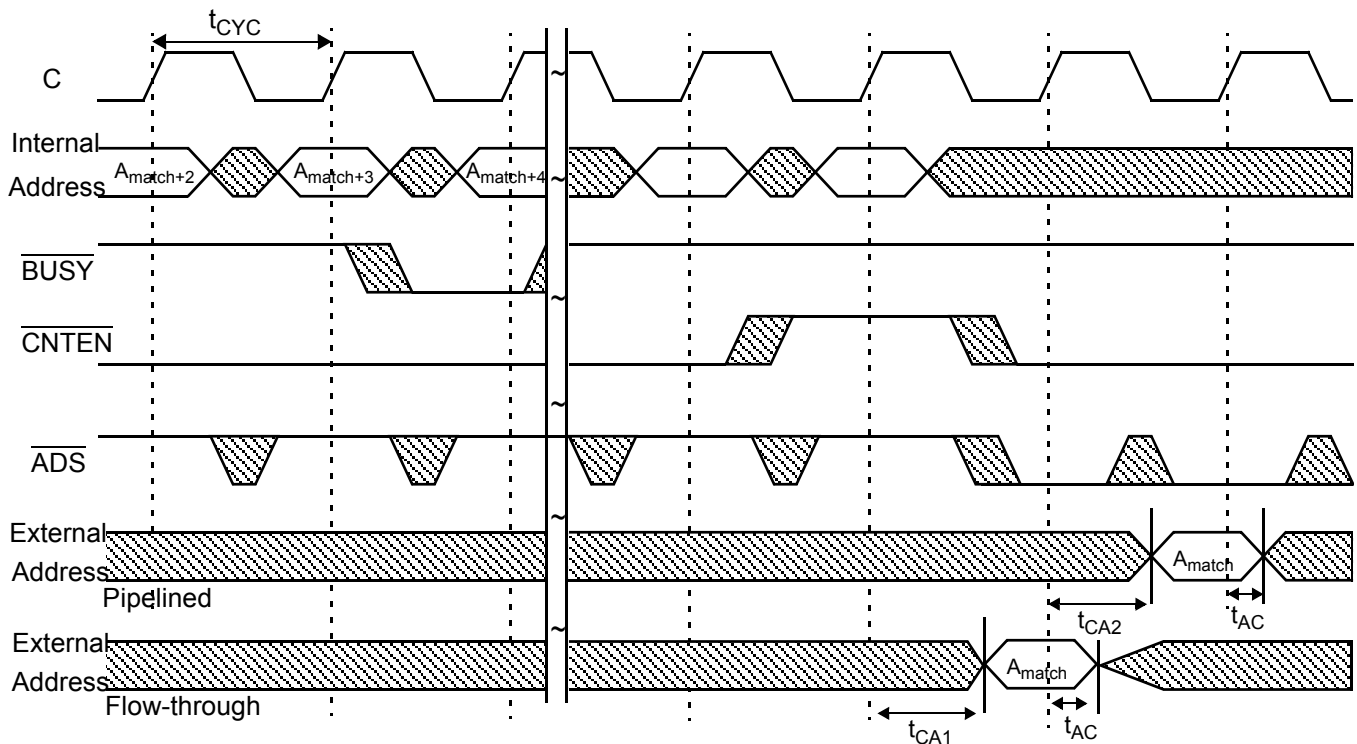 tCYC
C
Internal
Address
Amatch+2
Amatch+3
Amatch+4
~
~
BUSY
~
CNTEN
~
ADS
~
External
Address
Pipelined
Amatch
tCA2
tAC
~
External
Address
Flow-through
Amatch
tCA1
tAC